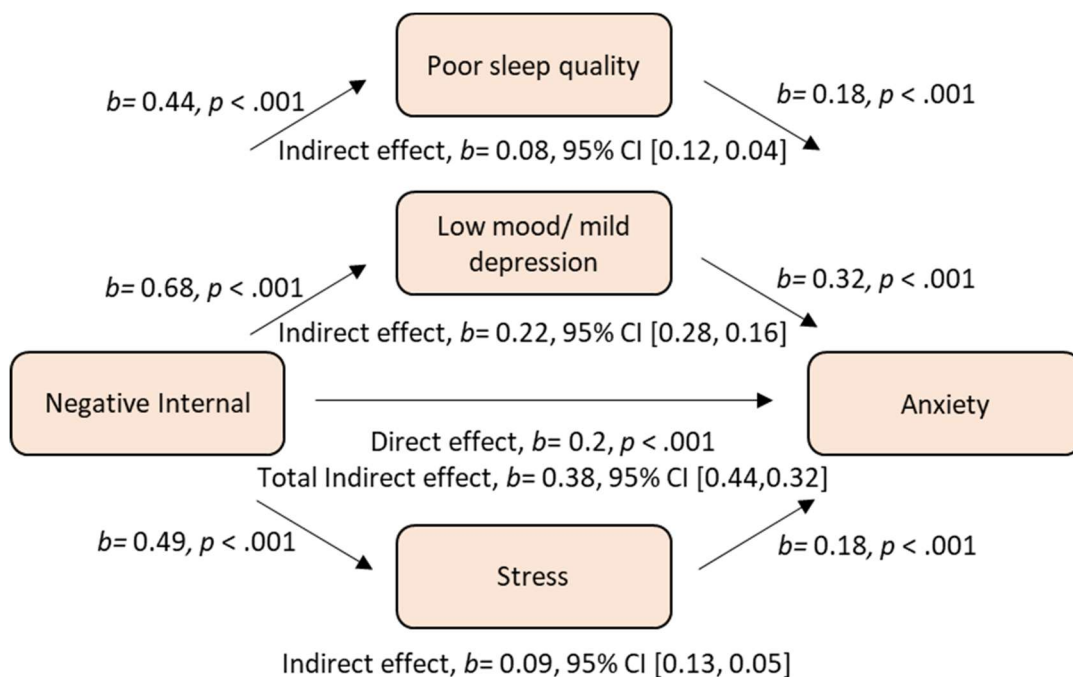 Poor sleep quality
b= 0.44, p < .001
b= 0.18, p < .001
Indirect effect, b= 0.08, 95% CI [0.12, 0.04]
Low mood/ mild
depression
b= 0.68, p < .001
b= 0.32, p < .001
Indirect effect, b= 0.22, 95% CI [0.28, 0.16]
Negative Internal
Anxiety
Direct effect, b= 0.2, p < .001
Total Indirect effect, b= 0.38, 95% CI [0.44,0.32]
b= 0.49, p < .001
b= 0.18, p < .001
Stress
Indirect effect, b= 0.09, 95% CI [0.13, 0.05]